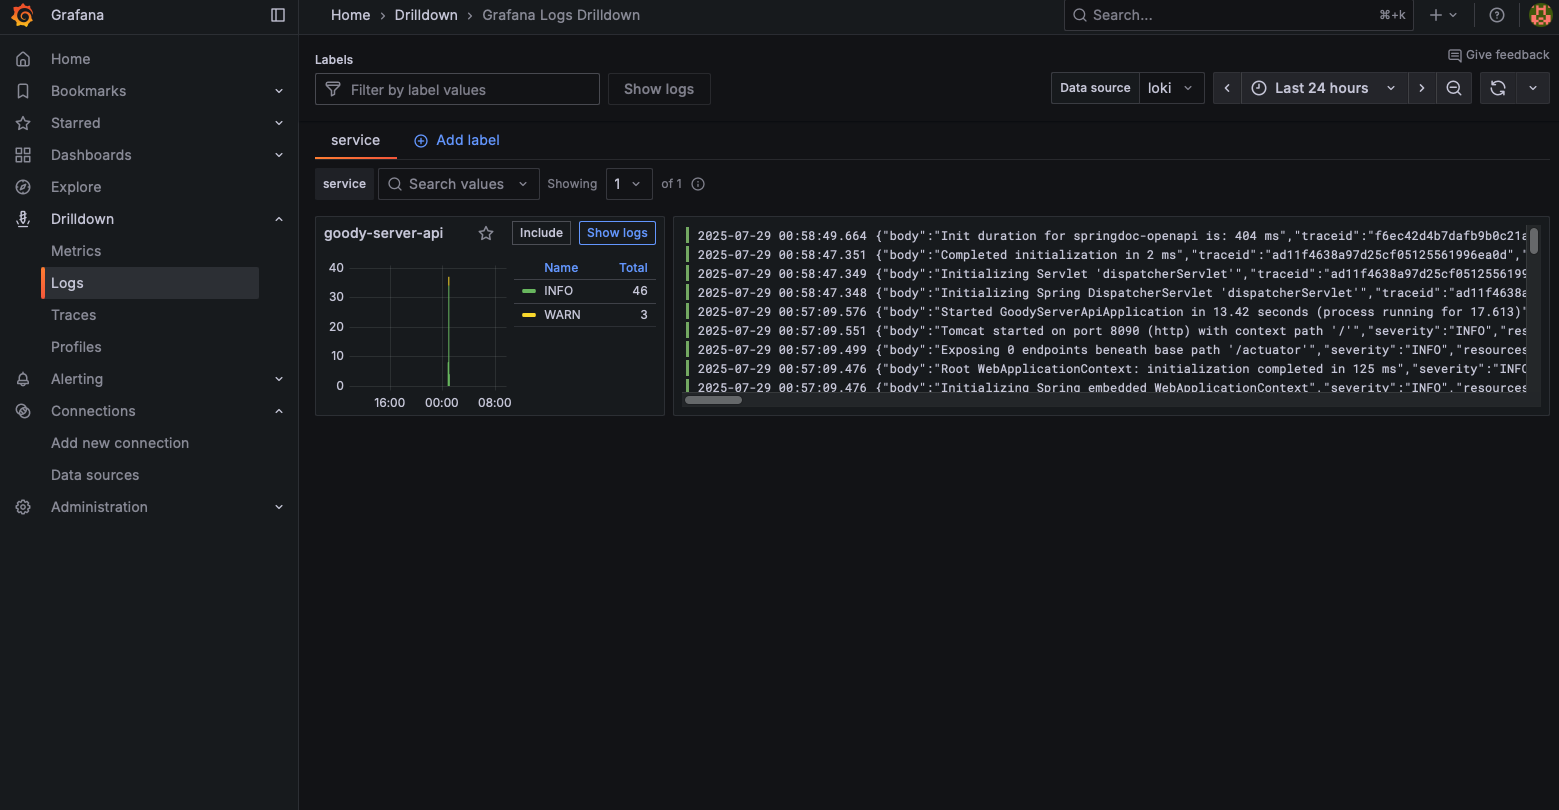 Grafana
Home › Drilldown › Grafana Logs Drilldown
Search...
⌘+k
Home
Bookmarks
Starred
Dashboards
Explore
Drilldown
Metrics
Logs
Traces
Profiles
Alerting
Connections
Add new connection
Data sources
Administration
Give feedback
Labels
Filter by label values
Show logs
Data source
loki
Last 24 hours
service
Add label
service
Search values
Showing
1
of 1
goody-server-api
Include
Show logs
40
30
20
10
0
16:00
00:00
08:00
Name Total
INFO 46
WARN 3
2025-07-29 00:58:49.664 {"body":"Init duration for springdoc-openapi is: 404 ms","traceid":"f6ec42d4b7dafb9b0c21a
2025-07-29 00:58:47.351 {"body":"Completed initialization in 2 ms","traceid":"ad11f4638a97d25cf05125561996ea0d","
2025-07-29 00:58:47.349 {"body":"Initializing Servlet 'dispatcherServlet'","traceid":"ad11f4638a97d25cf0512556199
2025-07-29 00:58:47.348 {"body":"Initializing Spring DispatcherServlet 'dispatcherServlet'","traceid":"ad11f4638a
2025-07-29 00:57:09.576 {"body":"Started GoodyServerApiApplication in 13.42 seconds (process running for 17.613)"
2025-07-29 00:57:09.551 {"body":"Tomcat started on port 8090 (http) with context path '/'","severity":"INFO","res
2025-07-29 00:57:09.499 {"body":"Exposing 0 endpoints beneath base path '/actuator'","severity":"INFO","resources
2025-07-29 00:57:09.476 {"body":"Root WebApplicationContext: initialization completed in 125 ms","severity":"INFO
2025-07-29 00:57:09.476 {"body":"Initializing Spring embedded WebApplicationContext","severity":"INFO","resources